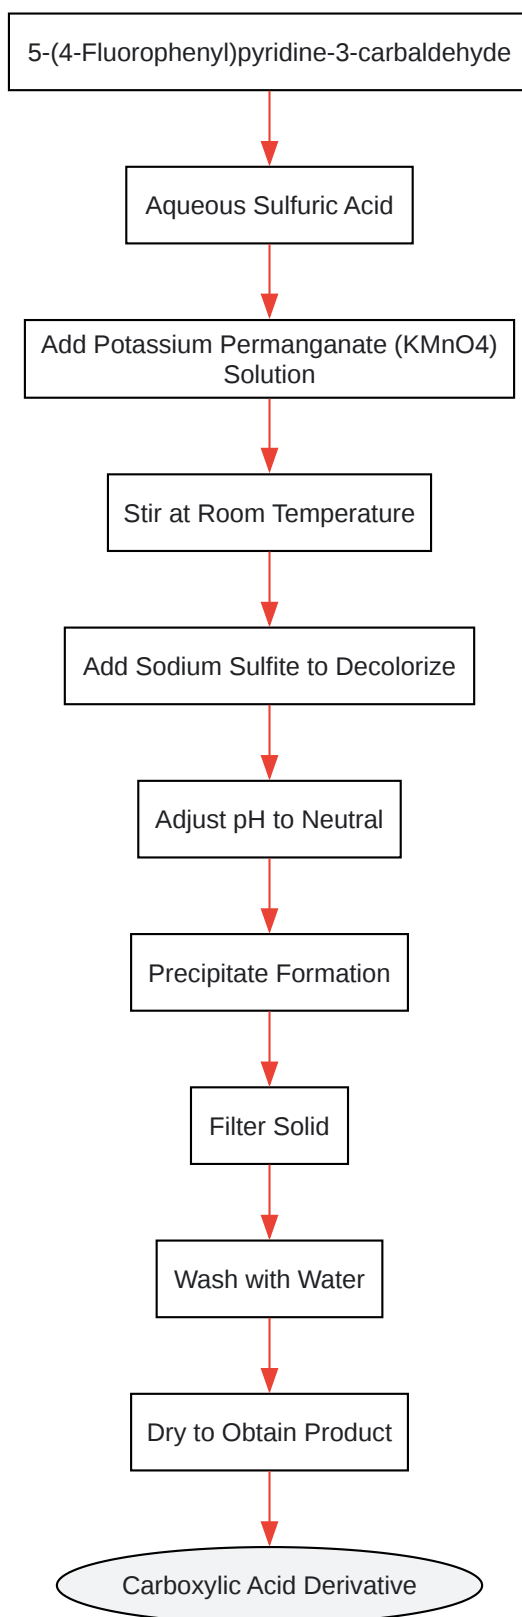 5-(4-Fluorophenyl)pyridine-3-carbaldehyde
Aqueous Sulfuric Acid
Add Potassium Permanganate (KMnO4)
Solution
Stir at Room Temperature
Add Sodium Sulfite to Decolorize
Adjust pH to Neutral
Precipitate Formation
Filter Solid
Wash with Water
Dry to Obtain Product
Carboxylic Acid Derivative